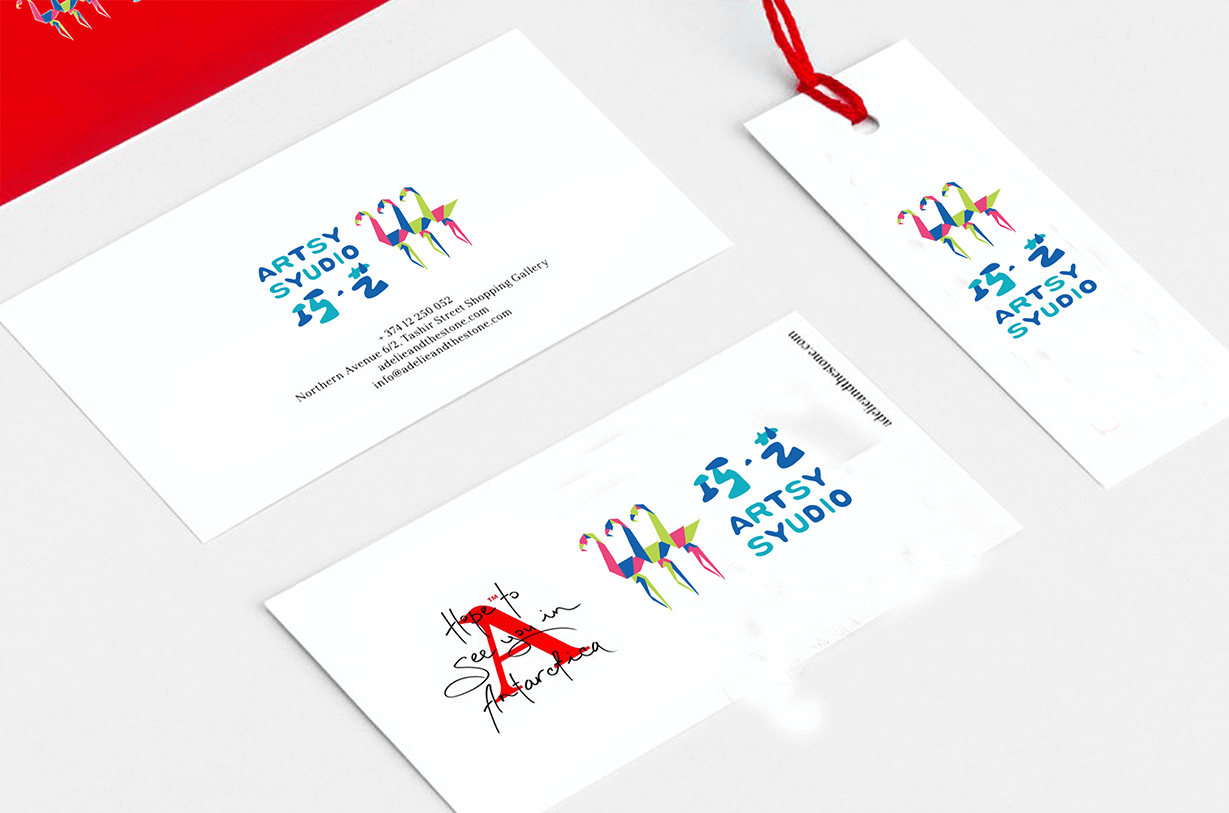 ARTSY
SYUDIO
巧·艺
+ 374 12 250 052
Northern Avenue 6/2, Tashir Street Shopping Gallery
adelieandthestone.com
info@adelieandthestone.com
巧·艺
ARTSY
SYUDIO
adelieandthestone.com
巧·艺
ARTSY
SYUDIO
A™
Hope to
See you in
Antarctica